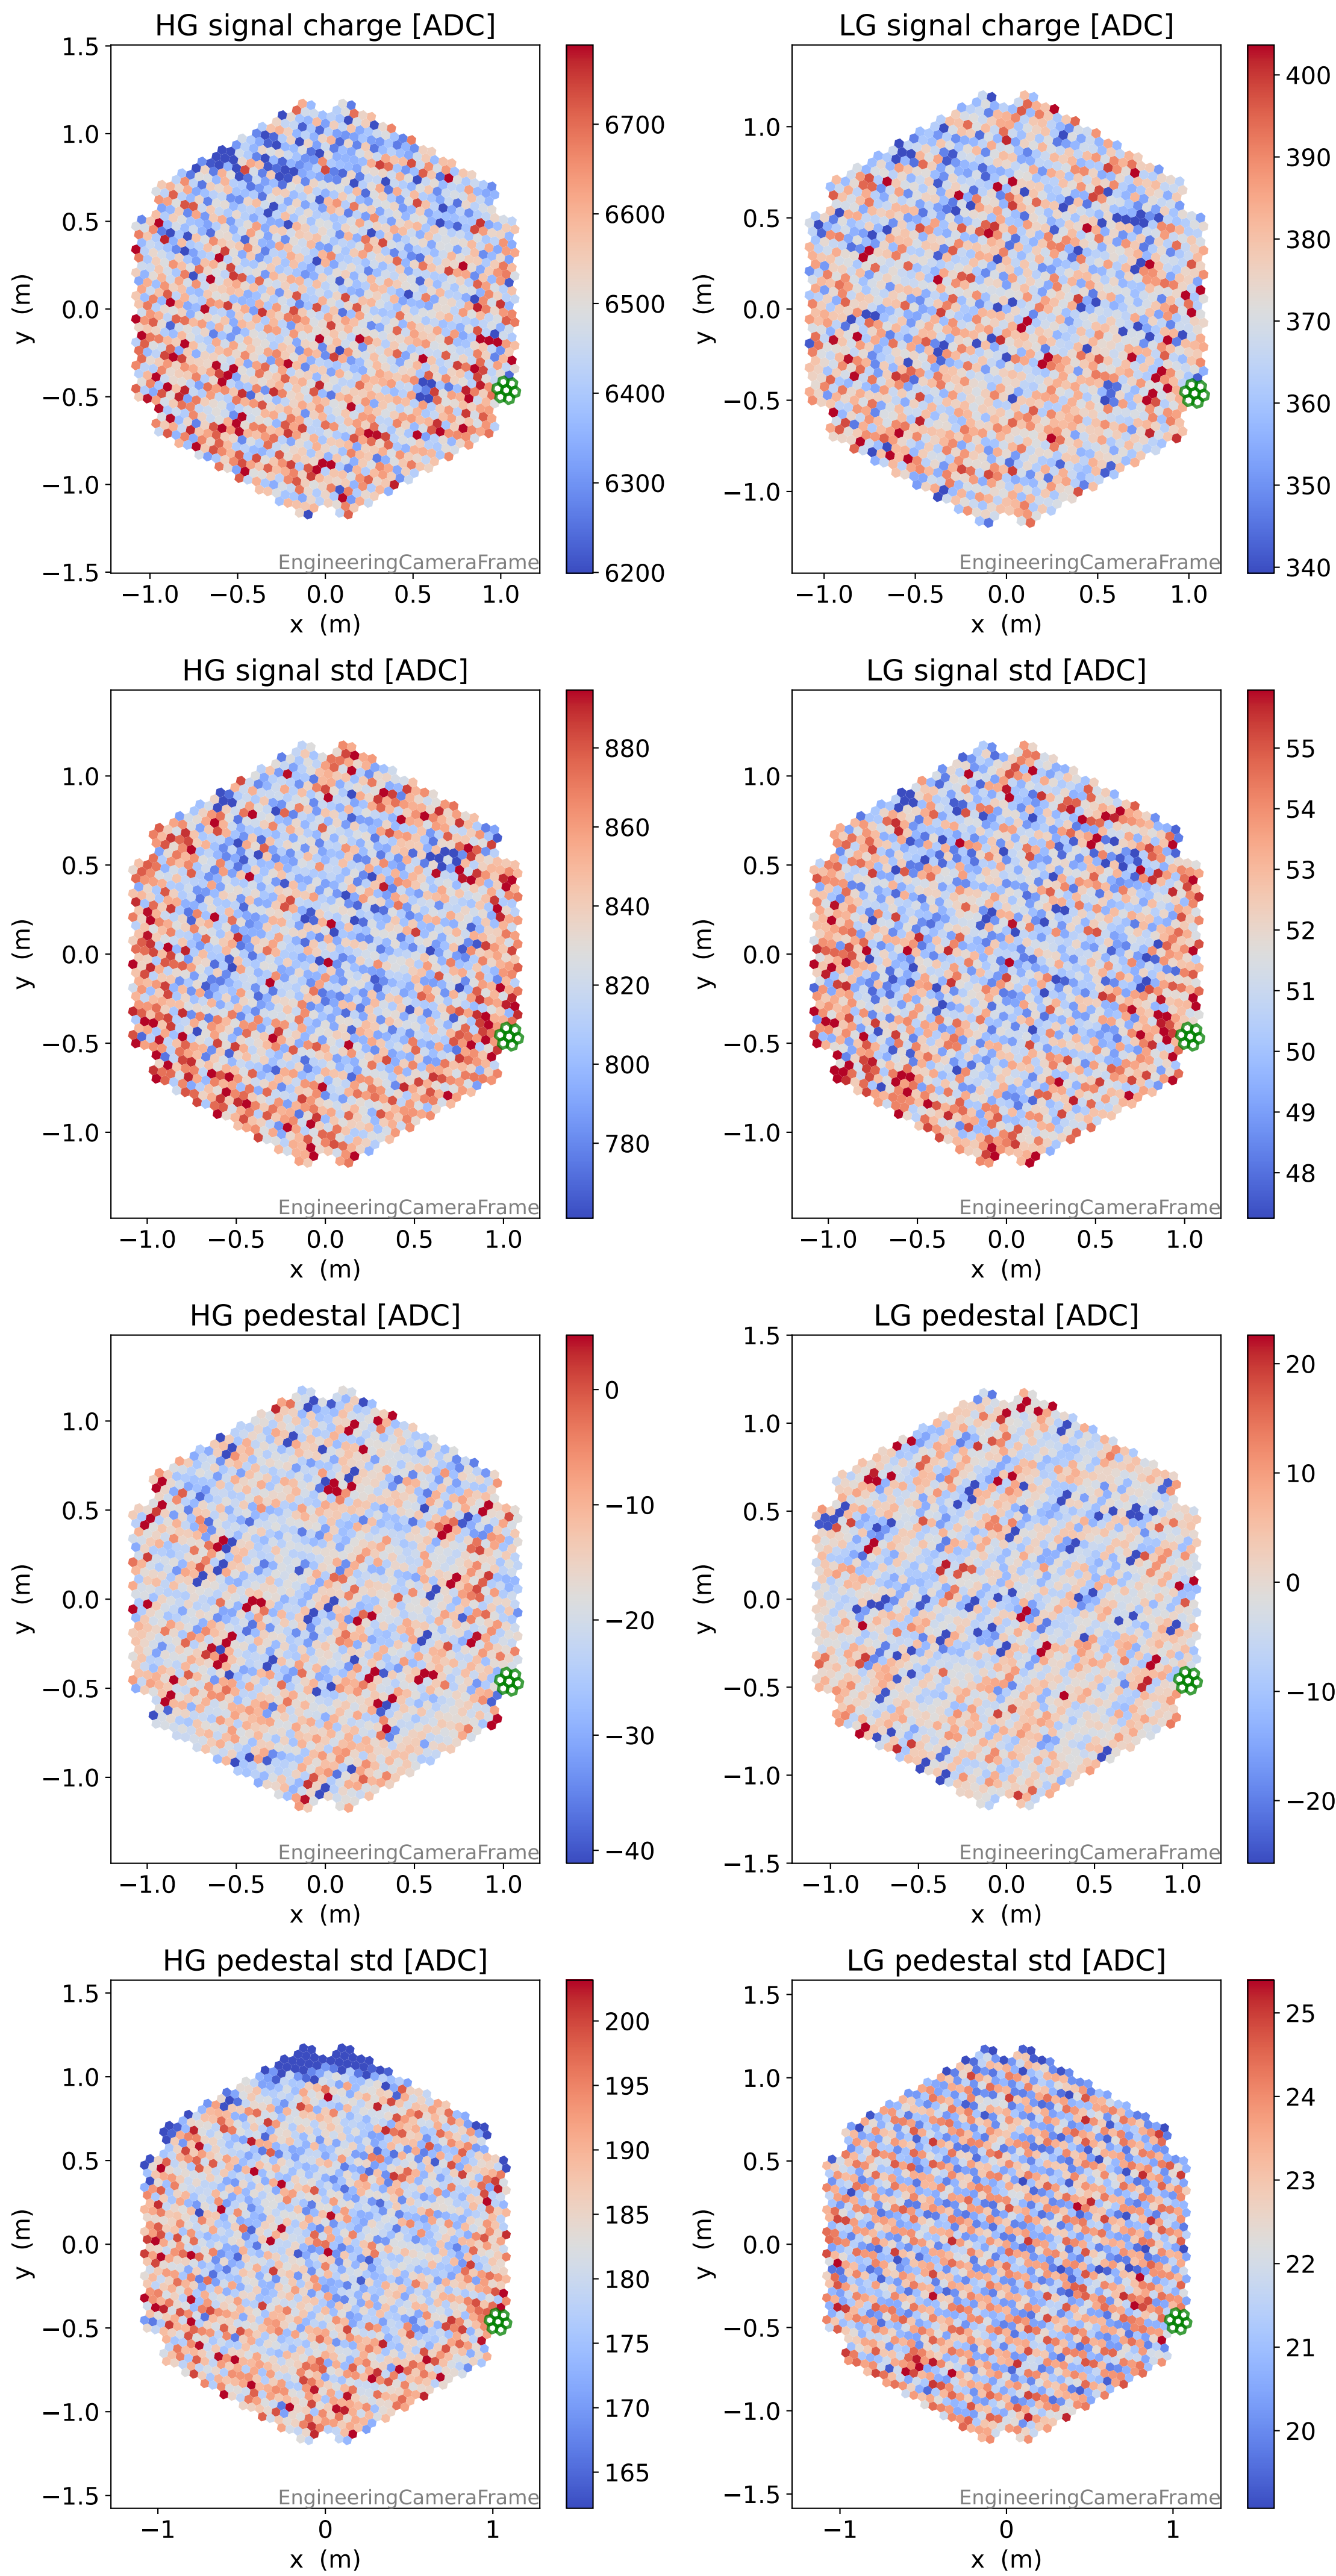 HG signal charge [ADC]
1.5
1.0
0.5
0.0
−0.5
−1.0
−1.5
y (m)
−1.0 −0.5 0.0 0.5 1.0
x (m)
EngineeringCameraFrame
6700
6600
6500
6400
6300
6200
LG signal charge [ADC]
1.0
0.5
0.0
−0.5
−1.0
y (m)
−1.0 −0.5 0.0 0.5 1.0
x (m)
EngineeringCameraFrame
400
390
380
370
360
350
340
HG signal std [ADC]
1.0
0.5
0.0
−0.5
−1.0
y (m)
−1.0 −0.5 0.0 0.5 1.0
x (m)
EngineeringCameraFrame
880
860
840
820
800
780
LG signal std [ADC]
1.0
0.5
0.0
−0.5
−1.0
y (m)
−1.0 −0.5 0.0 0.5 1.0
x (m)
EngineeringCameraFrame
55
54
53
52
51
50
49
48
HG pedestal [ADC]
1.0
0.5
0.0
−0.5
−1.0
y (m)
−1.0 −0.5 0.0 0.5 1.0
x (m)
EngineeringCameraFrame
0
−10
−20
−30
−40
LG pedestal [ADC]
1.5
1.0
0.5
0.0
−0.5
−1.0
−1.5
y (m)
−1.0 −0.5 0.0 0.5 1.0
x (m)
EngineeringCameraFrame
20
10
0
−10
−20
HG pedestal std [ADC]
1.5
1.0
0.5
0.0
−0.5
−1.0
−1.5
y (m)
−1 0 1
x (m)
EngineeringCameraFrame
200
195
190
185
180
175
170
165
LG pedestal std [ADC]
1.5
1.0
0.5
0.0
−0.5
−1.0
−1.5
y (m)
−1 0 1
x (m)
EngineeringCameraFrame
25
24
23
22
21
20